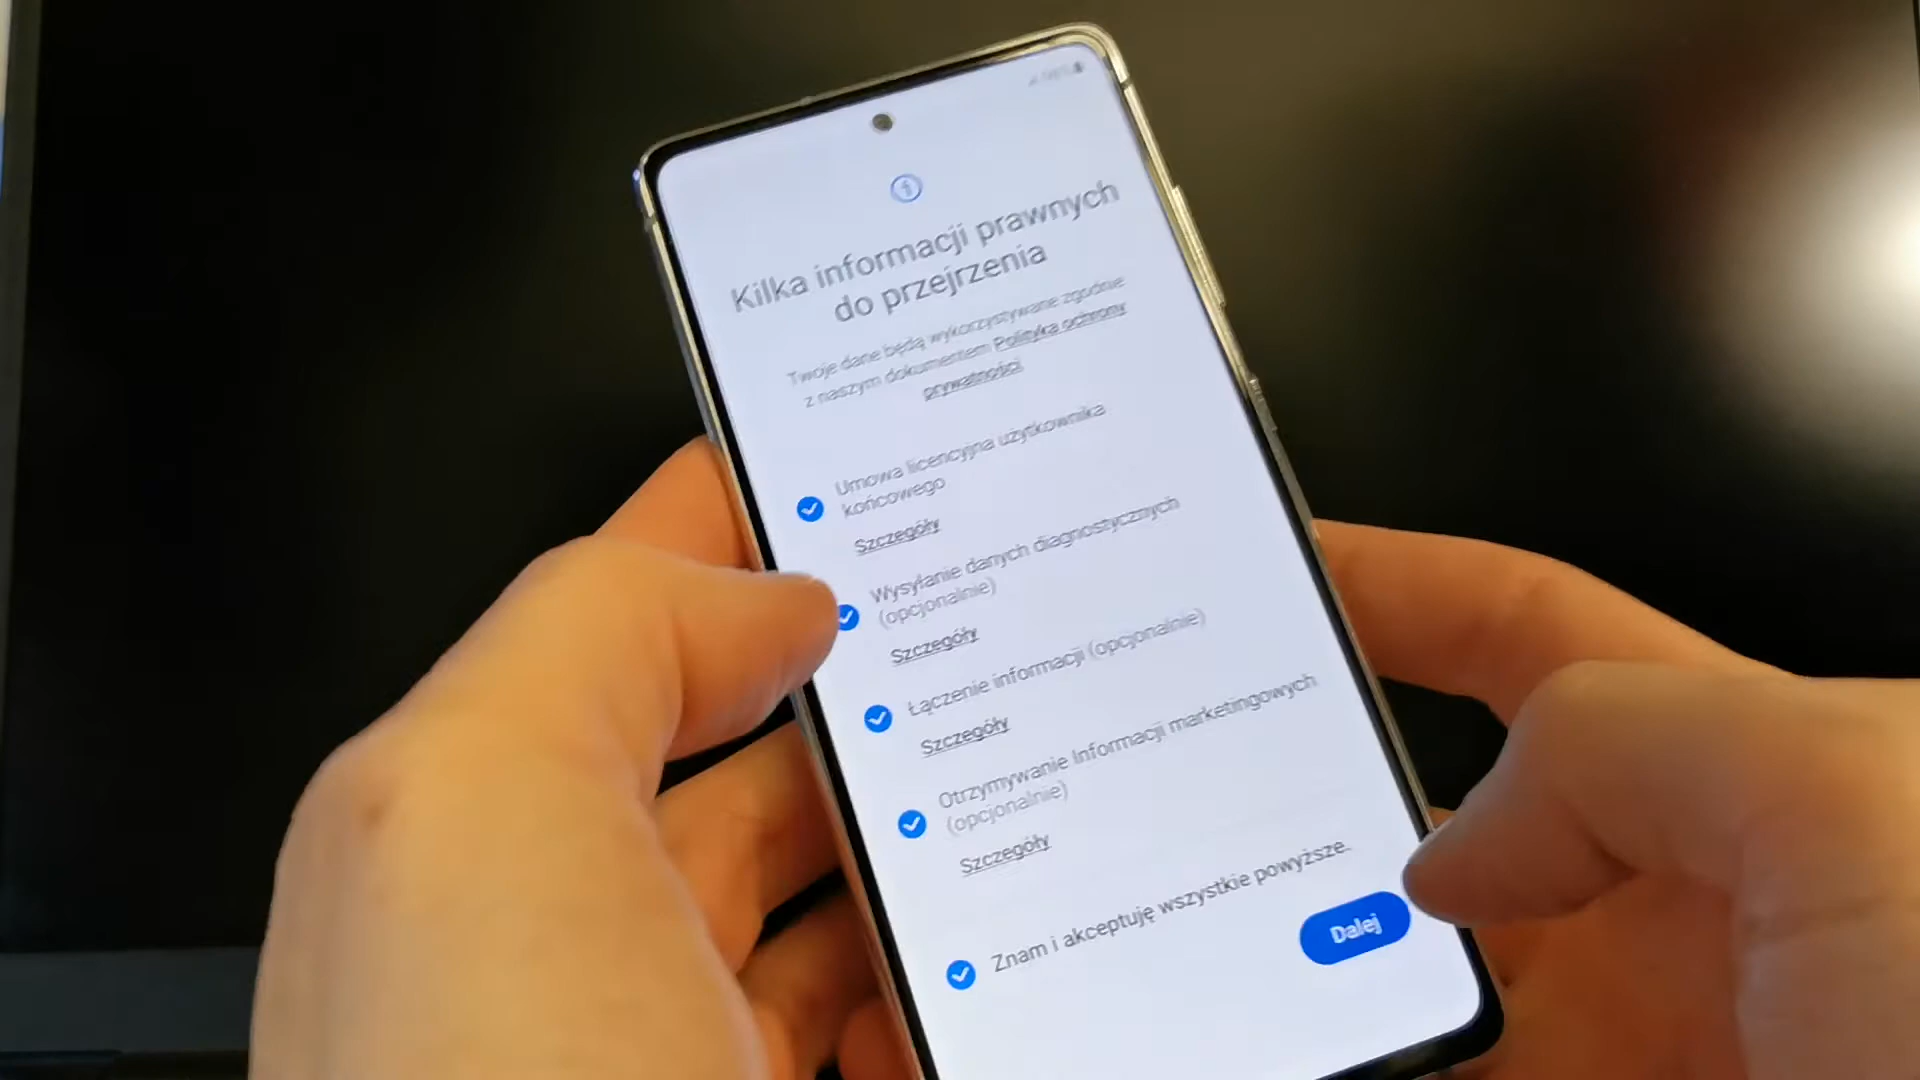 Kilka informacji prawnych
do przejrzenia
Twoje dane będą wykorzystywane zgodnie
z naszym dokumentem Polityka ochrony
prywatności.
Umowa licencyjna użytkownika
końcowego
Szczegóły
Wysyłanie danych diagnostycznych
(opcjonalnie)
Szczegóły
Łączenie informacji (opcjonalnie)
Szczegóły
Otrzymywanie Informacji marketingowych
(opcjonalnie)
Szczegóły
Znam i akceptuję wszystkie powyższe.
Dalej